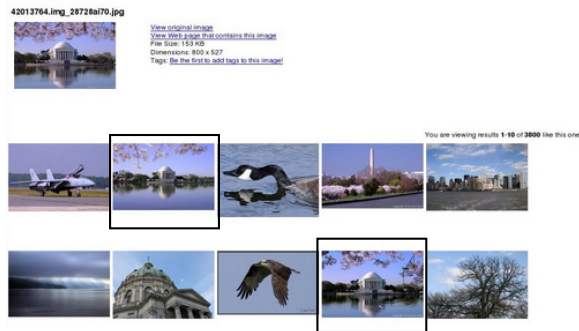 42013764.img_28728ai70.jpg
View original image
View Web page that contains this image
File Size: 153 KB
Dimensions: 800 x 527
Tags: Be the first to add tags to this image!
You are viewing results 1-10 of 3800 like this one